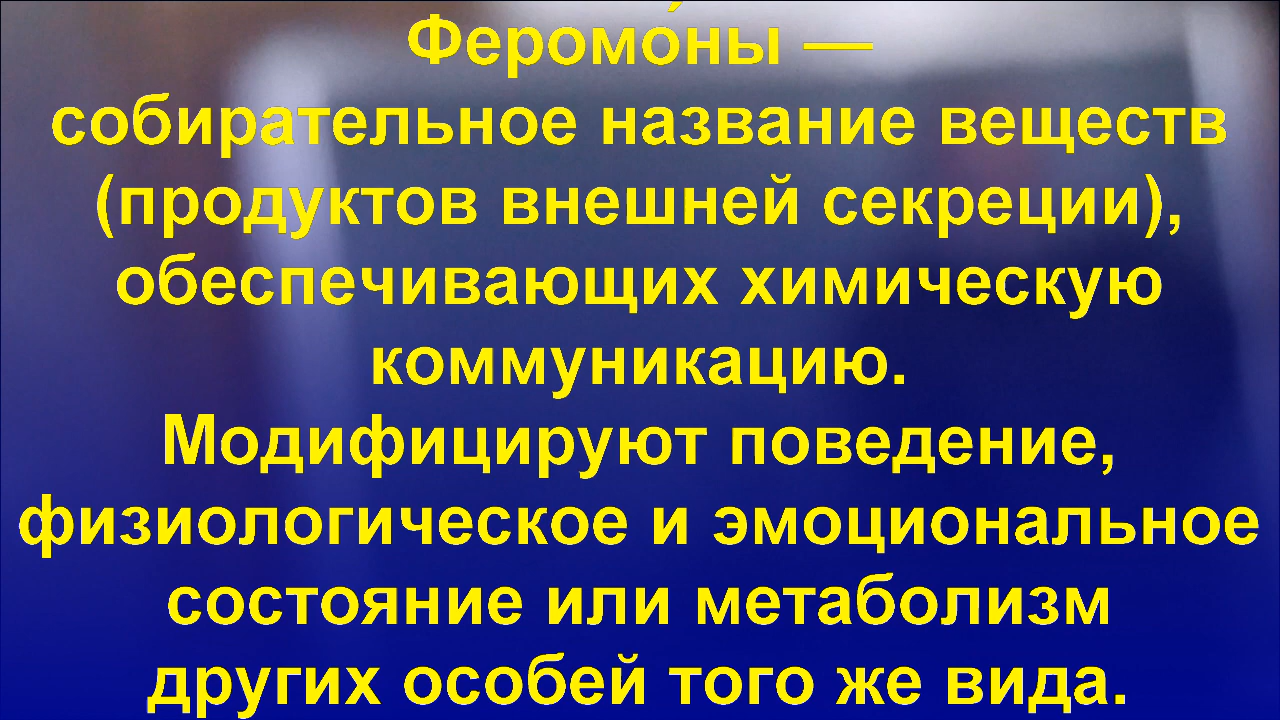 Феромо́ны —
собирательное название веществ
(продуктов внешней секреции),
обеспечивающих химическую
коммуникацию.
Модифицируют поведение,
физиологическое и эмоциональное
состояние или метаболизм
других особей того же вида.